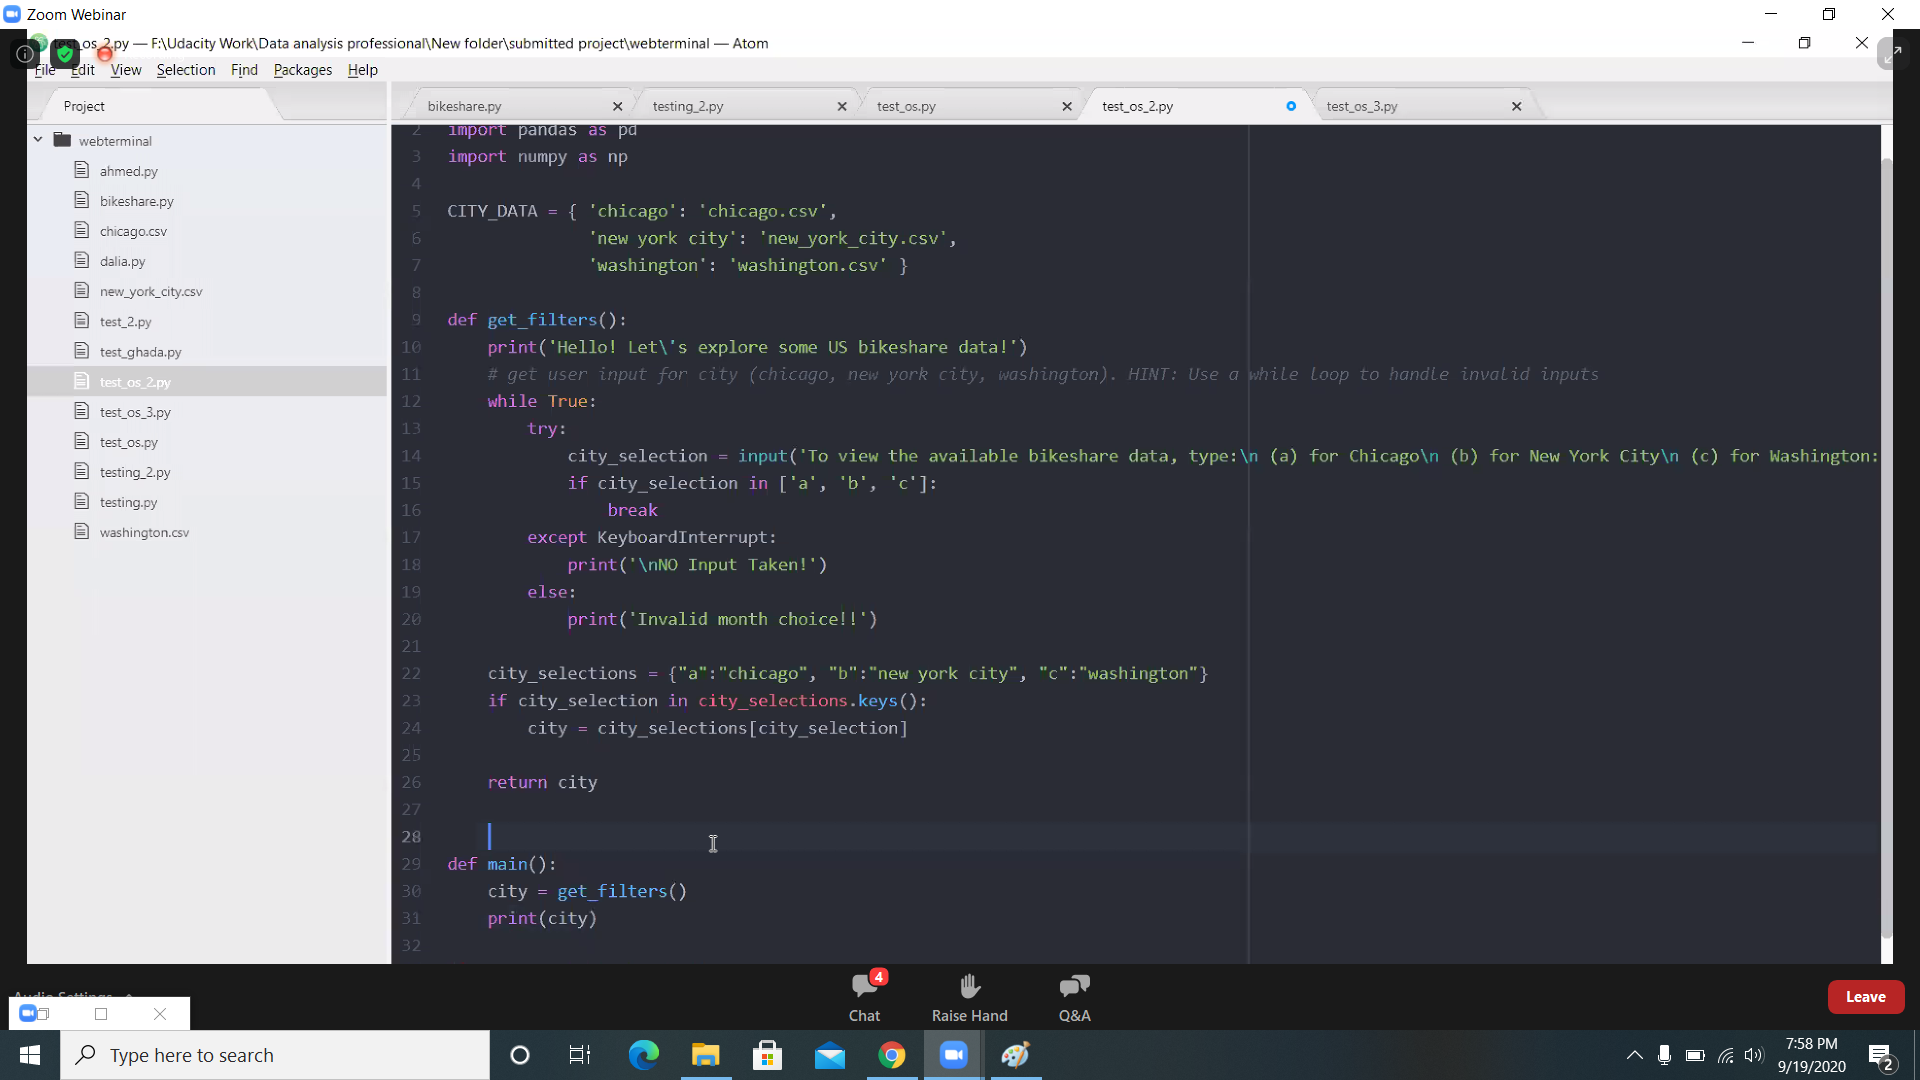 Zoom Webinar
test_os_2.py — F:\Udacity Work\Data analysis professional\New folder\submitted project\webterminal — Atom
File Edit View Selection Find Packages Help
Project
bikeshare.py testing_2.py test_os.py test_os_2.py test_os_3.py
webterminal
ahmed.py
bikeshare.py
chicago.csv
dalia.py
new_york_city.csv
test_2.py
test_ghada.py
test_os_2.py
test_os_3.py
test_os.py
testing_2.py
testing.py
washington.csv
2 import pandas as pd
3 import numpy as np
4
5 CITY_DATA = { 'chicago': 'chicago.csv',
6 'new york city': 'new_york_city.csv',
7 'washington': 'washington.csv' }
8
9 def get_filters():
10 print('Hello! Let\'s explore some US bikeshare data!')
11 # get user input for city (chicago, new york city, washington). HINT: Use a while loop to handle invalid inputs
12 while True:
13 try:
14 city_selection = input('To view the available bikeshare data, type:\n (a) for Chicago\n (b) for New York City\n (c) for Washington:
15 if city_selection in ['a', 'b', 'c']:
16 break
17 except KeyboardInterrupt:
18 print('\nNO Input Taken!')
19 else:
20 print('Invalid month choice!!')
21
22 city_selections = {"a":"chicago", "b":"new york city", "c":"washington"}
23 if city_selection in city_selections.keys():
24 city = city_selections[city_selection]
25
26 return city
27
28
29 def main():
30 city = get_filters()
31 print(city)
32
Audio Settings
4
Chat Raise Hand Q&A
Leave
Type here to search
7:58 PM
9/19/2020
2